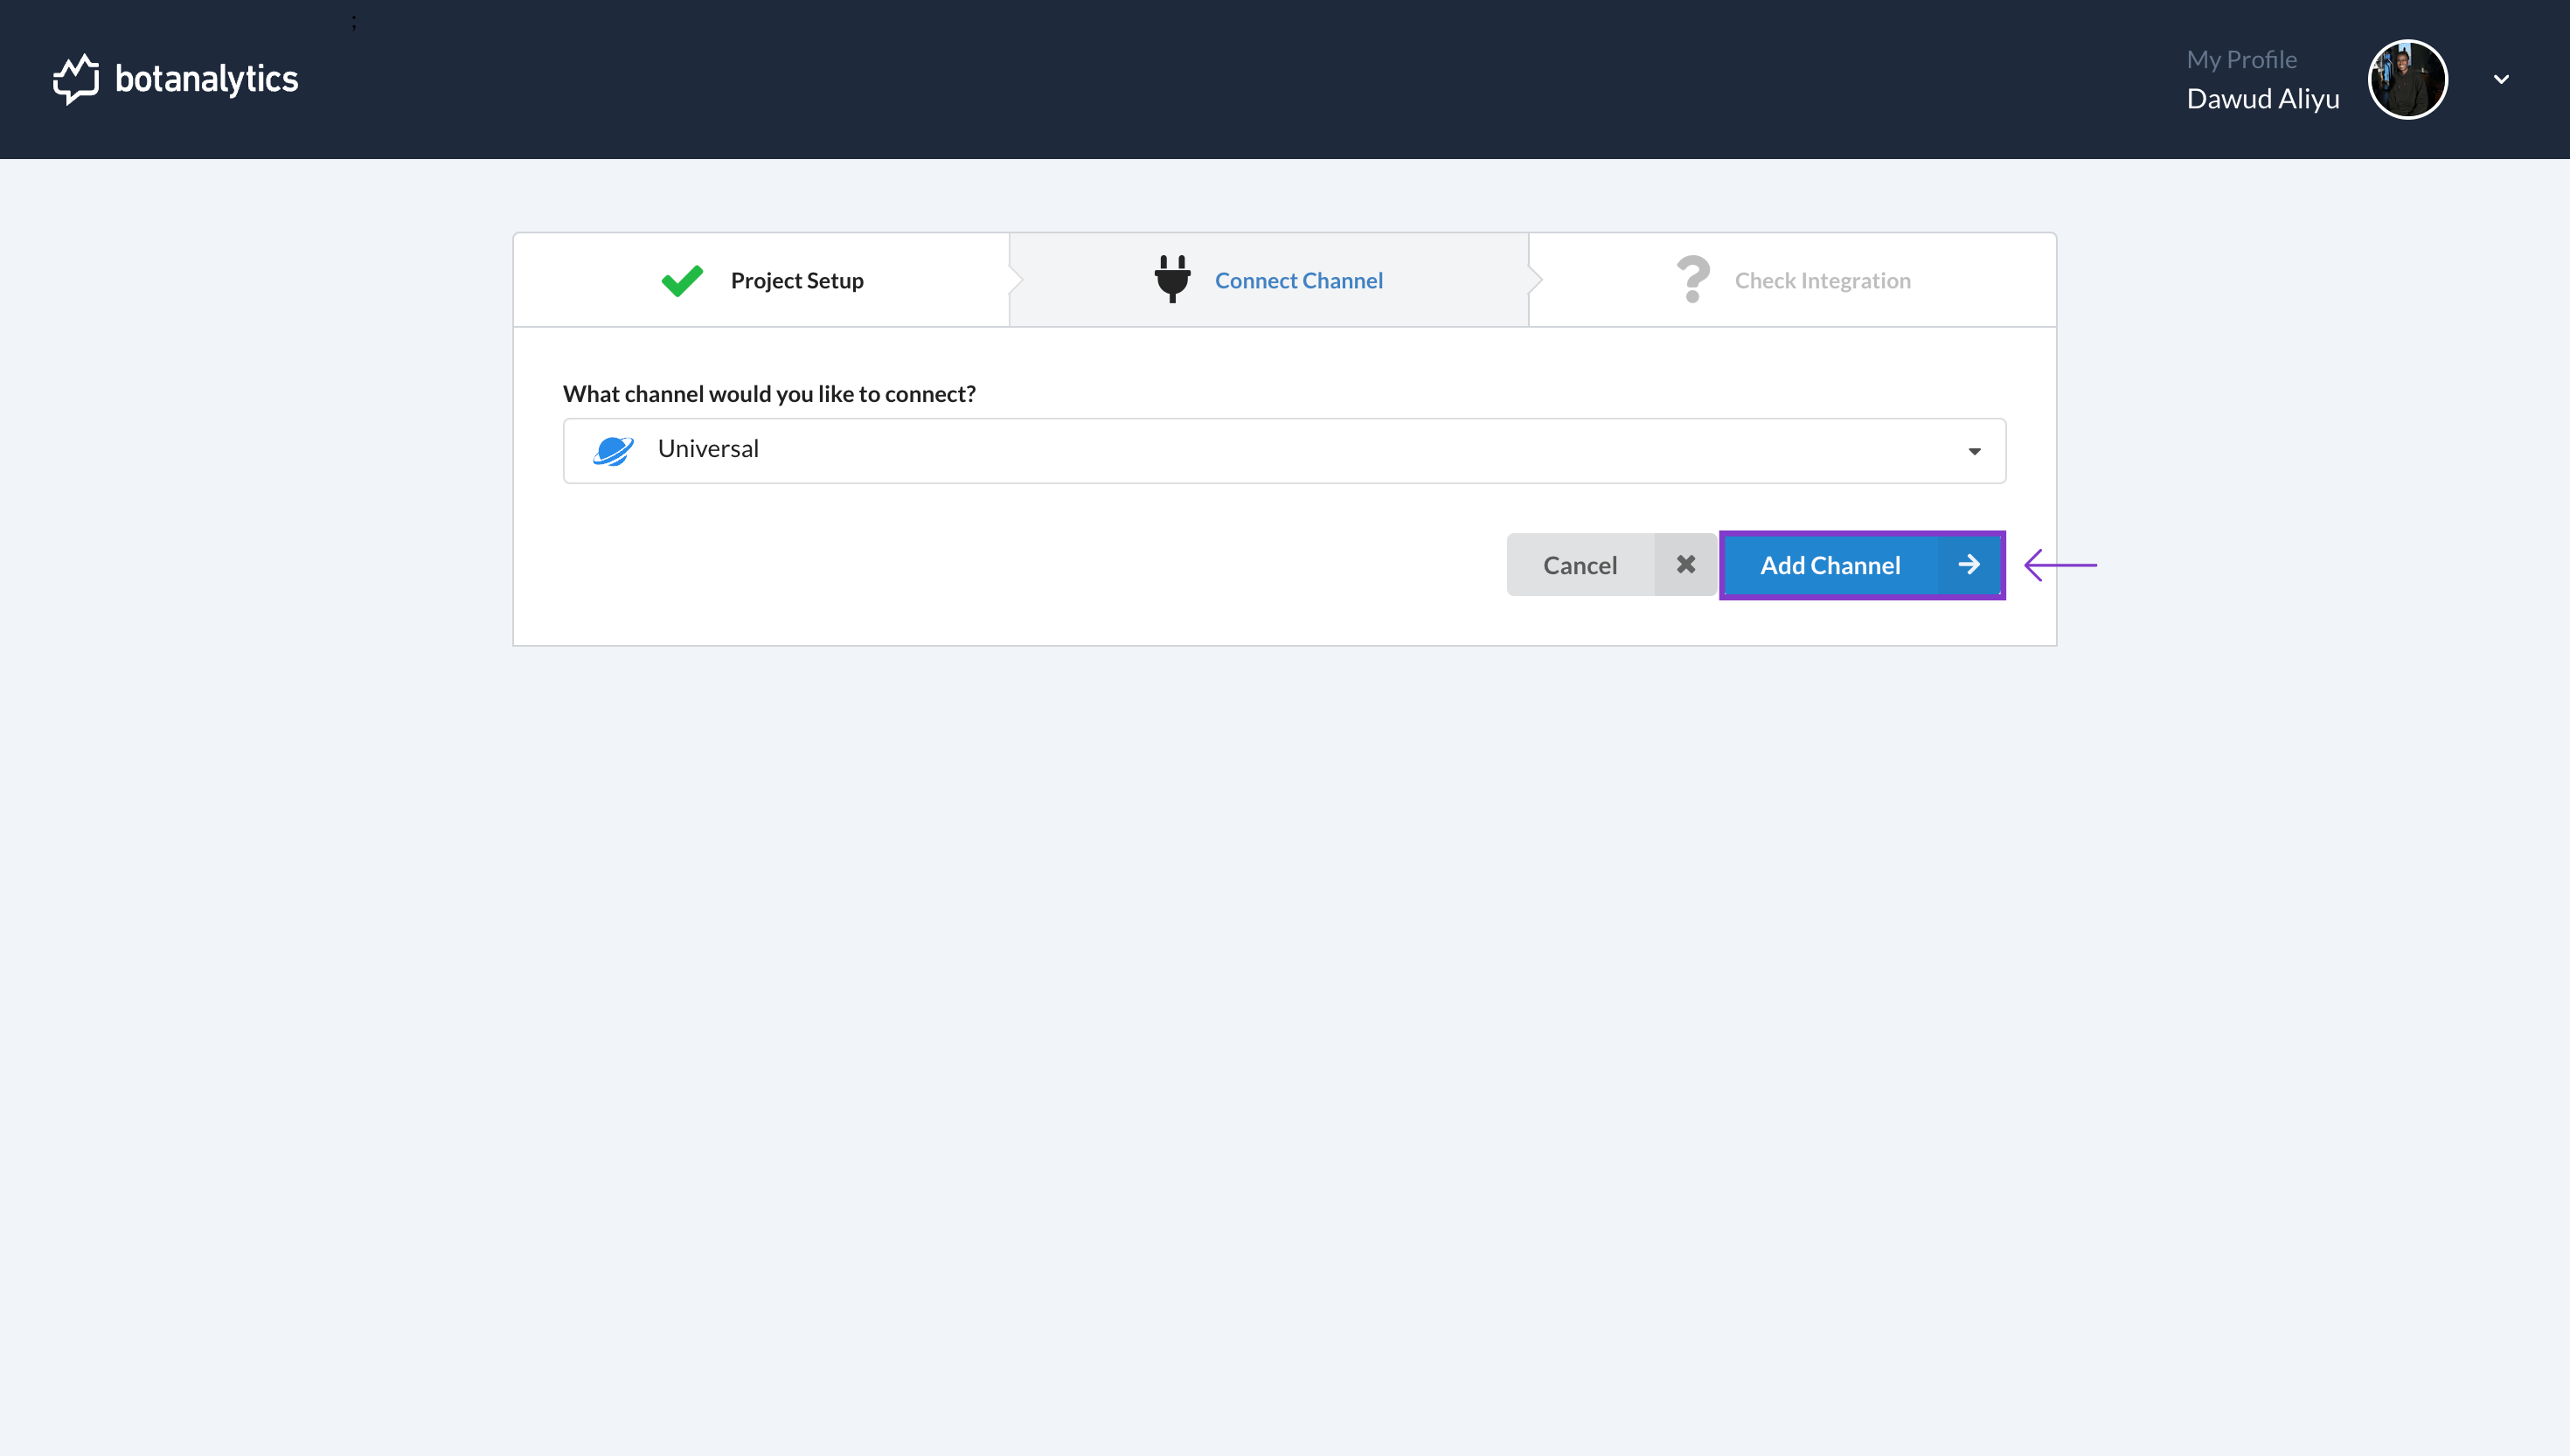 ;
botanalytics
My Profile
Dawud Aliyu
Project Setup
Connect Channel
Check Integration
What channel would you like to connect?
Universal
Cancel
Add Channel